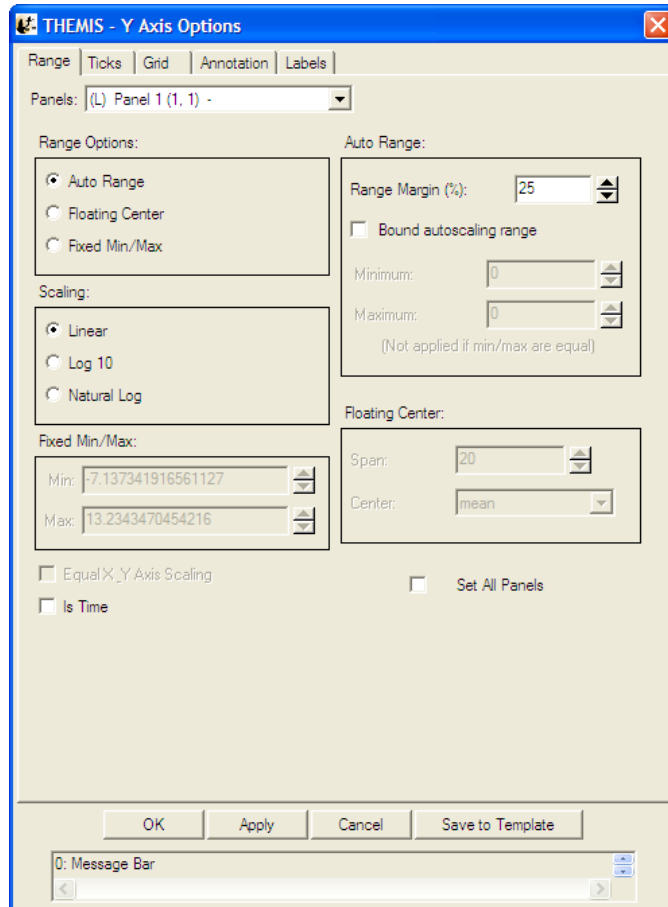 THEMIS - Y Axis Options
Range Ticks Grid Annotation Labels
Panels: (L) Panel 1 (1, 1) -
Range Options:
Auto Range
Floating Center
Fixed Min/Max
Auto Range:
Range Margin (%): 25
Bound autoscaling range
Minimum: 0
Maximum: 0
(Not applied if min/max are equal)
Scaling:
Linear
Log 10
Natural Log
Floating Center:
Span: 20
Center: mean
Fixed Min/Max:
Min: -7.137341916561127
Max: 13.2343470454216
Equal X_Y Axis Scaling
Set All Panels
Is Time
OK Apply Cancel Save to Template
0: Message Bar